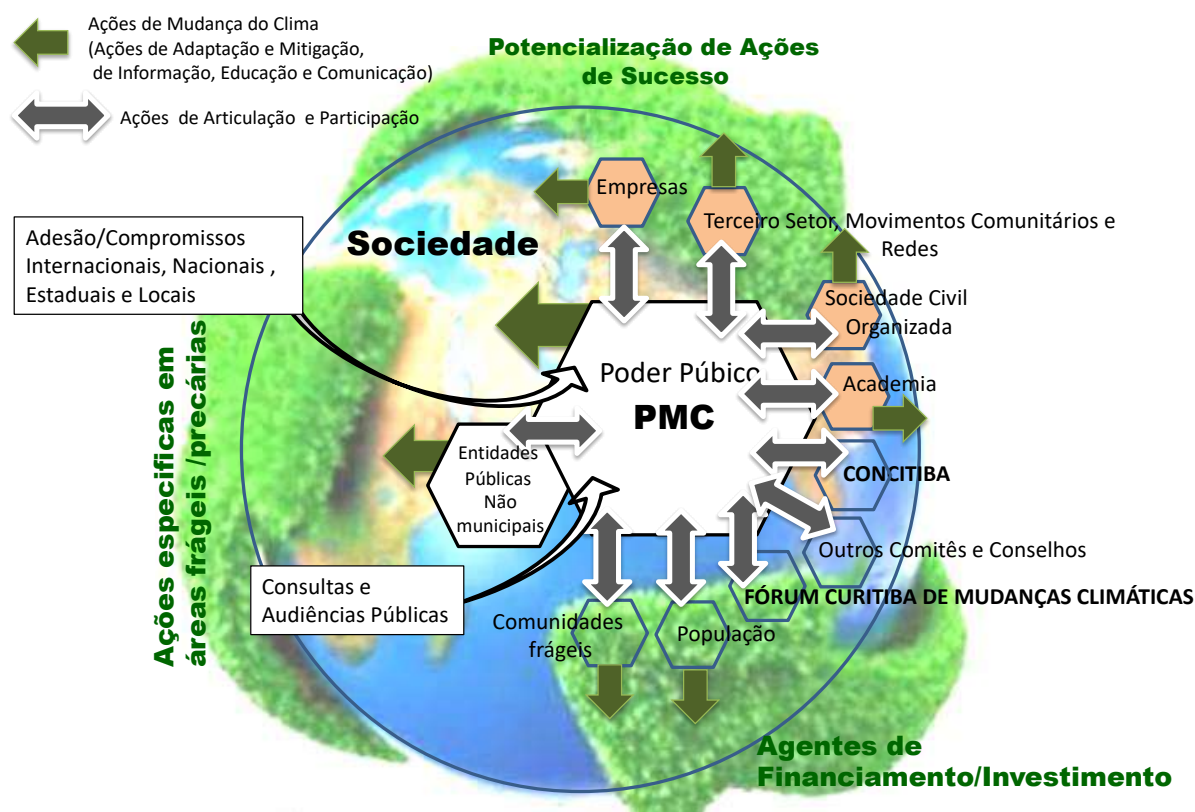 Ações de Mudança do Clima
(Ações de Adaptação e Mitigação,
de Informação, Educação e Comunicação)
Ações de Articulação e Participação
Potencialização de Ações
de Sucesso
Empresas
Terceiro Setor, Movimentos Comunitários e
Redes
Sociedade
Adesão/Compromissos
Internacionais, Nacionais ,
Estaduais e Locais
Sociedade Civil
Organizada
Poder Púbico
PMC
Academia
Ações especificas em
áreas frágeis /precárias
Entidades
Públicas
Não
municipais
CONCITIBA
Outros Comitês e Conselhos
Consultas e
Audiências Públicas
FÓRUM CURITIBA DE MUDANÇAS CLIMÁTICAS
Comunidades
frágeis
População
Agentes de
Financiamento/Investimento